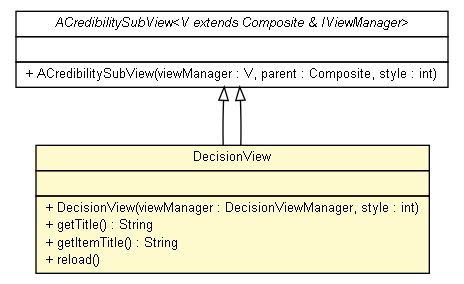 ACredibilitySubView<V extends Composite & IViewManager>
+ ACredibilitySubView(viewManager : V, parent : Composite, style : int)
DecisionView
+ DecisionView(viewManager : DecisionViewManager, style : int)
+ getTitle() : String
+ getItemTitle() : String
+ reload()